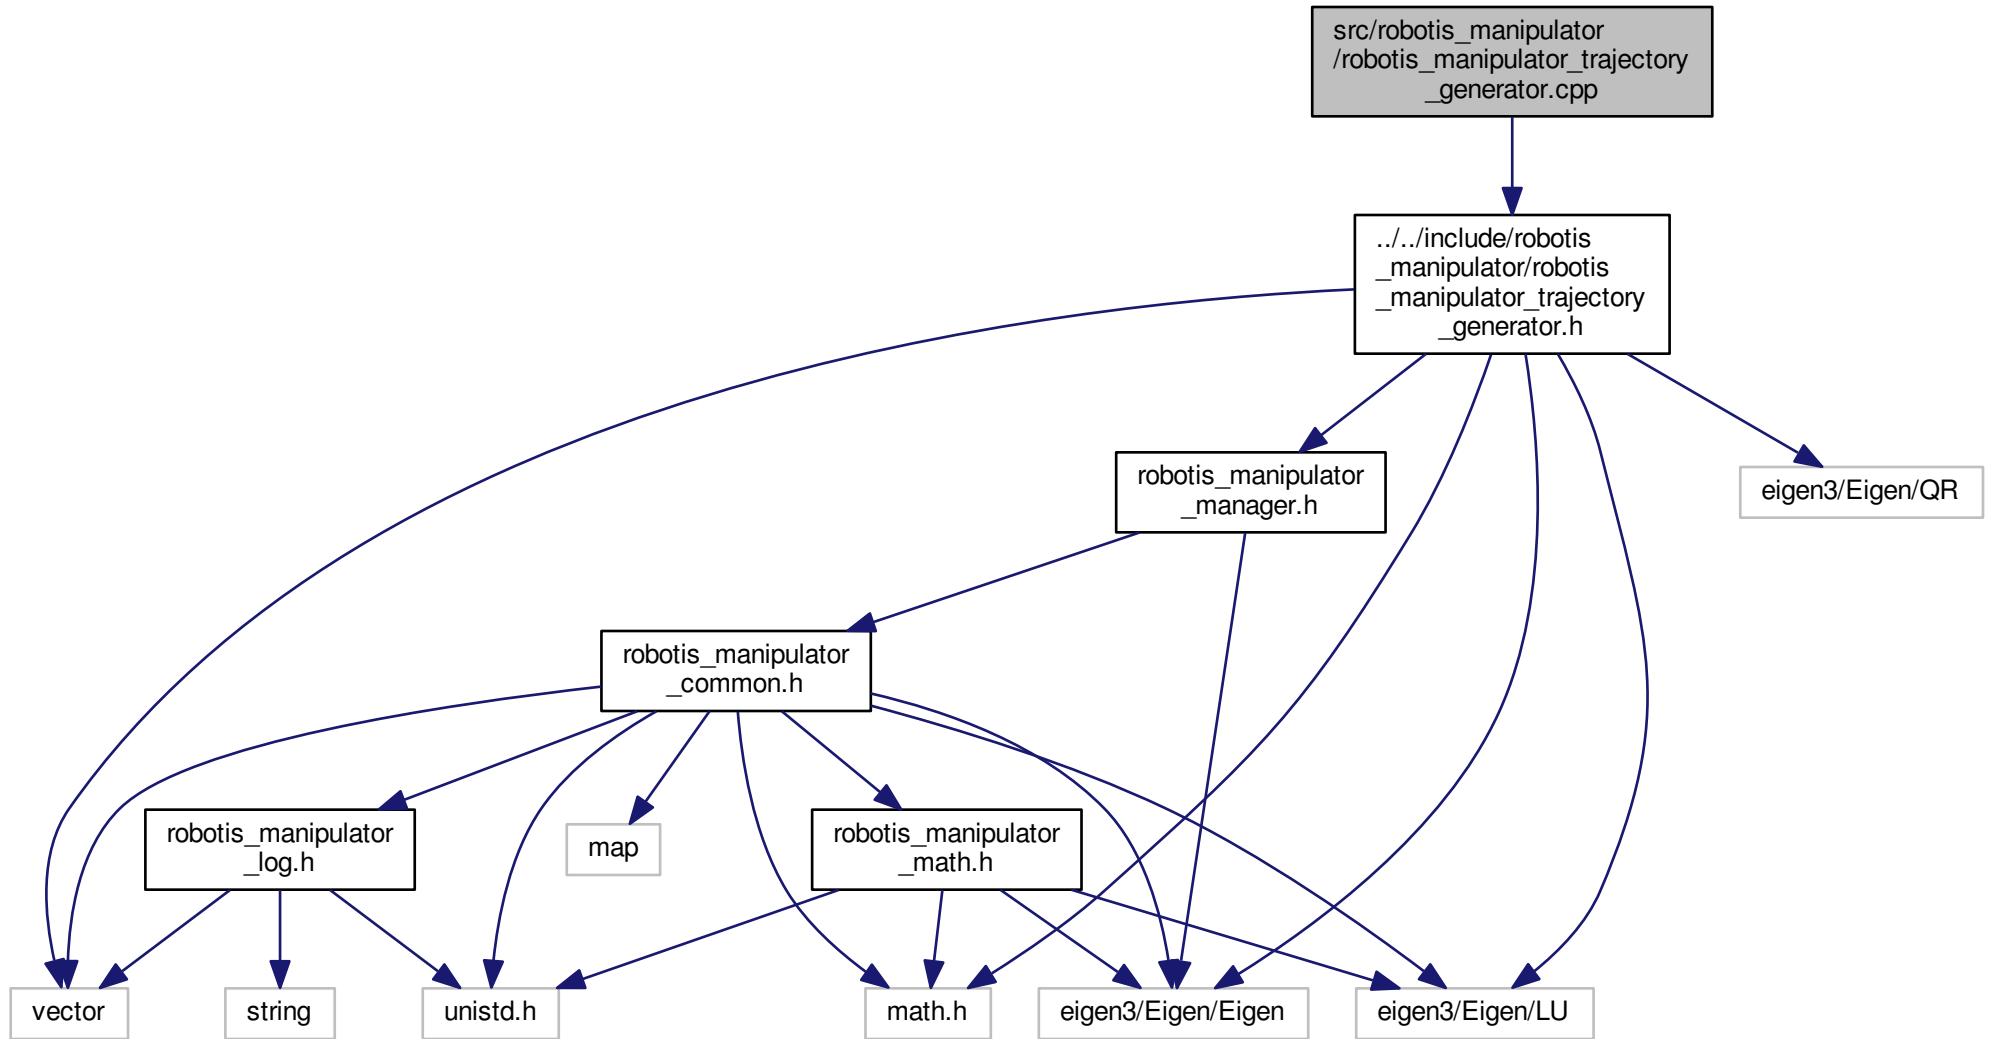 src/robotis_manipulator
/robotis_manipulator_trajectory
_generator.cpp
../../include/robotis
_manipulator/robotis
_manipulator_trajectory
_generator.h
robotis_manipulator
_manager.h
eigen3/Eigen/QR
robotis_manipulator
_common.h
robotis_manipulator
_log.h
map
robotis_manipulator
_math.h
vector
string
unistd.h
math.h
eigen3/Eigen/Eigen
eigen3/Eigen/LU